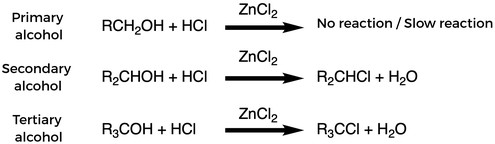 Primary
alcohol
RCH₂OH + HCl
ZnCl₂
No reaction / Slow reaction
Secondary
alcohol
R₂CHOH + HCl
ZnCl₂
R₂CHCl + H₂O
Tertiary
alcohol
R₃COH + HCl
ZnCl₂
R₃CCl + H₂O